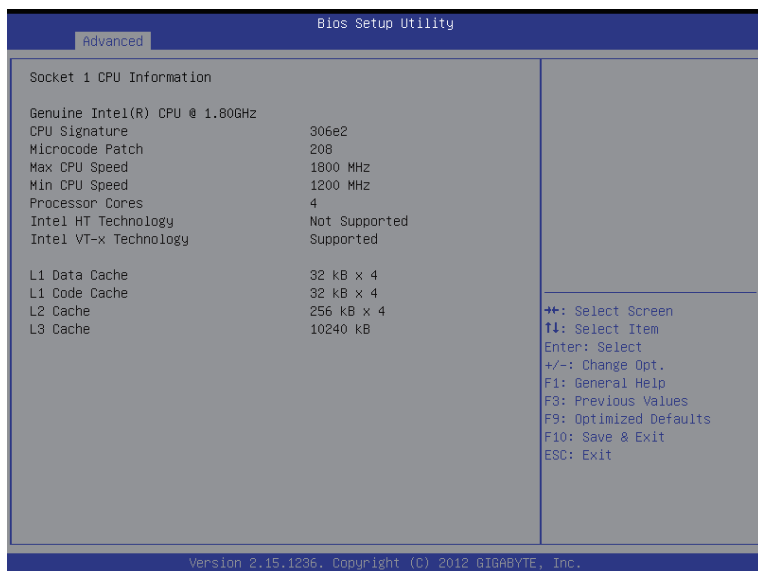 Bios Setup Utility
Advanced
Socket 1 CPU Information
Genuine Intel(R) CPU @ 1.80GHz
CPU Signature 306e2
Microcode Patch 208
Max CPU Speed 1800 MHz
Min CPU Speed 1200 MHz
Processor Cores 4
Intel HT Technology Not Supported
Intel VT-x Technology Supported
L1 Data Cache 32 kB x 4
L1 Code Cache 32 kB x 4
L2 Cache 256 kB x 4
L3 Cache 10240 kB
→←: Select Screen
↑↓: Select Item
Enter: Select
+/-: Change Opt.
F1: General Help
F3: Previous Values
F9: Optimized Defaults
F10: Save & Exit
ESC: Exit
Version 2.15.1236. Copyright (C) 2012 GIGABYTE, Inc.